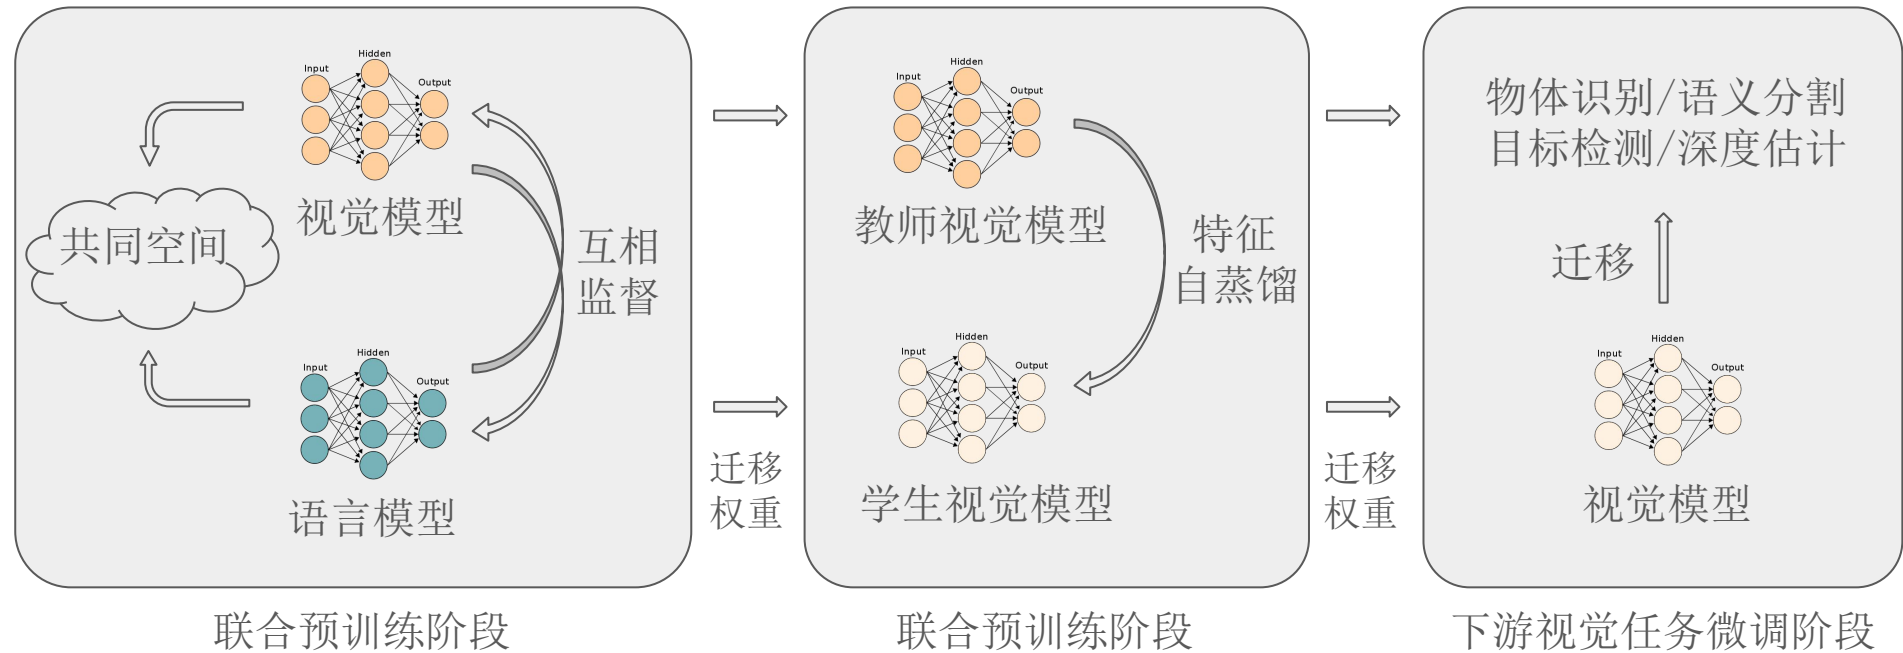 Hidden
Input
Output
视觉模型
共同空间
互相
监督
Hidden
Input
Output
语言模型
联合预训练阶段
迁移
权重
Hidden
Input
Output
教师视觉模型
特征
自蒸馏
Hidden
Input
Output
学生视觉模型
联合预训练阶段
迁移
权重
物体识别/语义分割
目标检测/深度估计
迁移
Hidden
Input
Output
视觉模型
下游视觉任务微调阶段